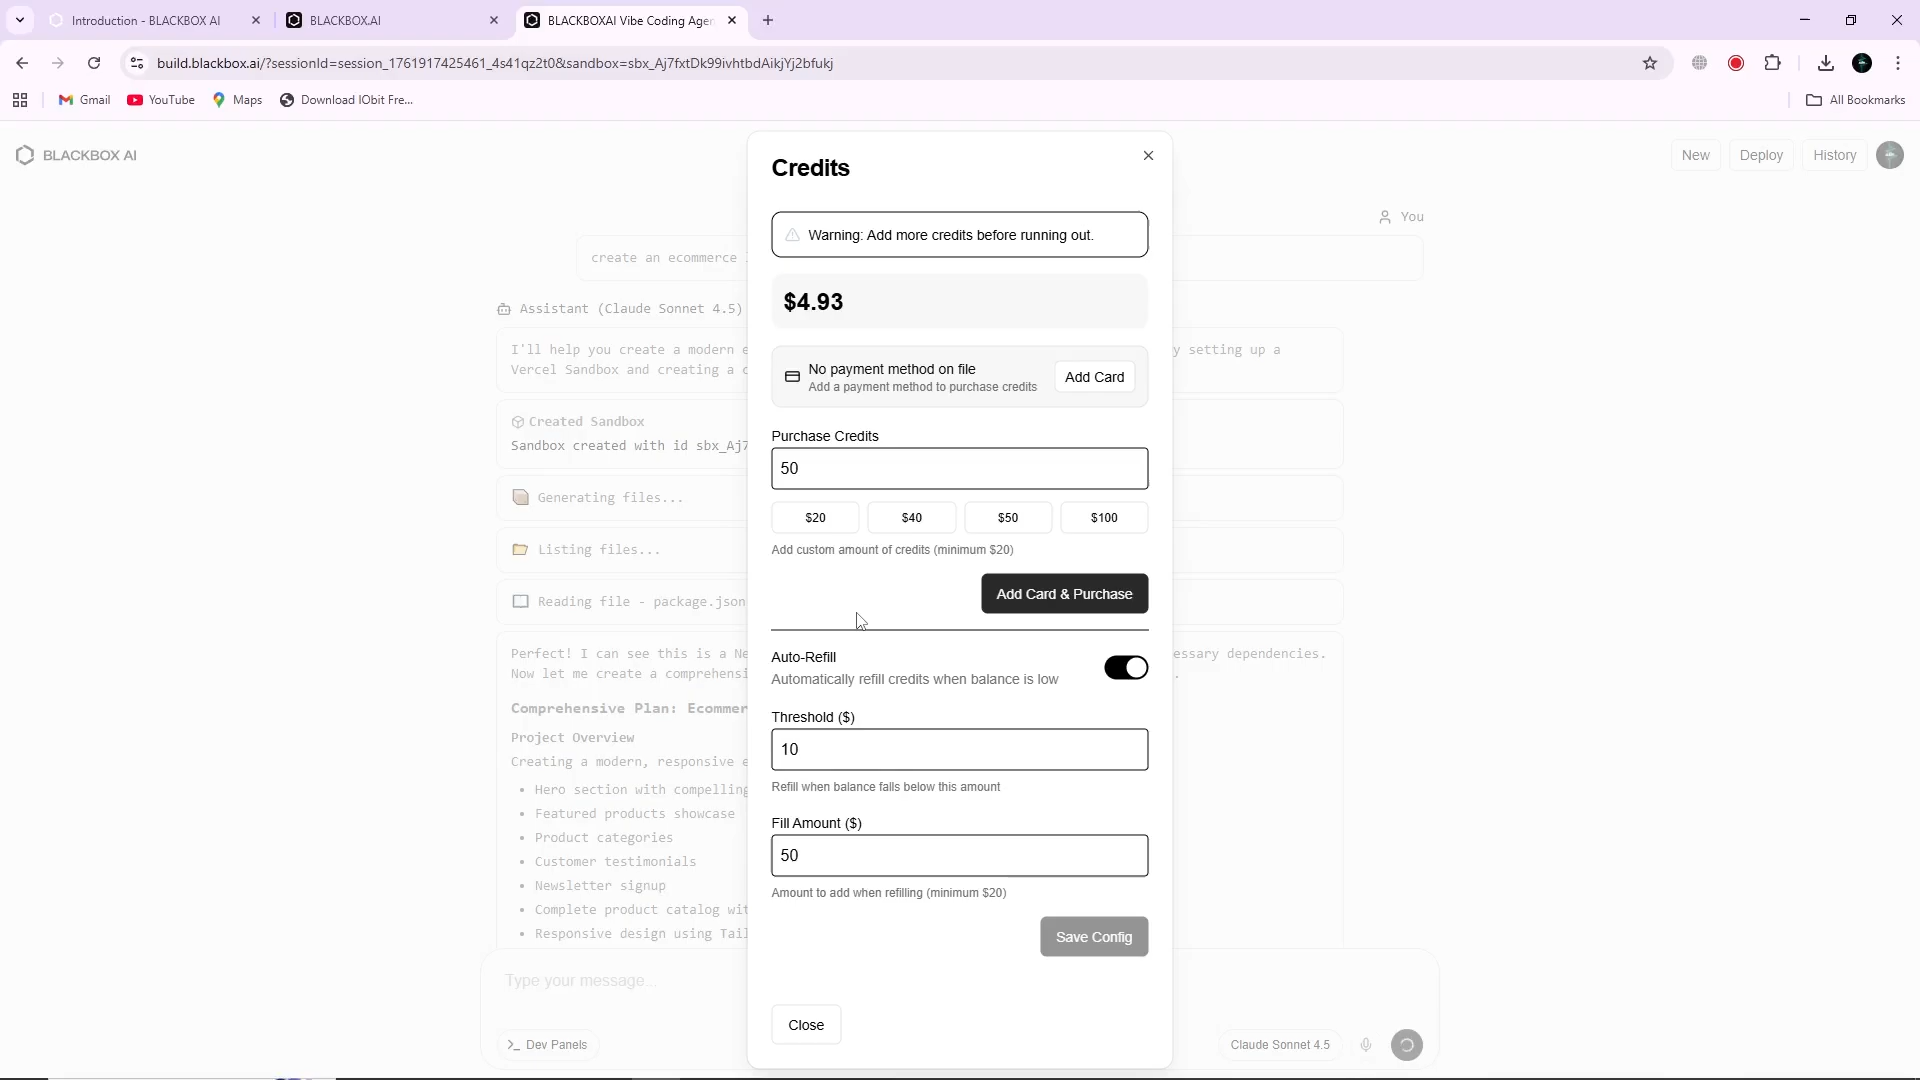 Introduction - BLACKBOX AI
BLACKBOX.AI
BLACKBOXAI Vibe Coding Agen
build.blackbox.ai/?sessionId=session_1761917425461_4s41qz2t0&sandbox=sbx_Aj7fxtDk99ivhtbdAikjYj2bfukj
Gmail
YouTube
Maps
Download IObit Fre...
All Bookmarks
BLACKBOX AI
New
Deploy
History
You
create an ecommerce
Assistant (Claude Sonnet 4.5)
I'll help you create a modern e
y setting up a
Vercel Sandbox and creating a c
Created Sandbox
Sandbox created with id sbx_Aj7
Generating files...
Listing files...
Reading file - package.json
Perfect! I can see this is a Ne
essary dependencies.
Now let me create a comprehensi
Comprehensive Plan: Ecommer
Project Overview
Creating a modern, responsive e
• Hero section with compelling
• Featured products showcase
• Product categories
• Customer testimonials
• Newsletter signup
• Complete product catalog wit
• Responsive design using Tail
Type your message...
Dev Panels
Claude Sonnet 4.5
Credits
Warning: Add more credits before running out.
$4.93
No payment method on file
Add a payment method to purchase credits
Add Card
Purchase Credits
50
$20
$40
$50
$100
Add custom amount of credits (minimum $20)
Add Card & Purchase
Auto-Refill
Automatically refill credits when balance is low
Threshold ($)
10
Refill when balance falls below this amount
Fill Amount ($)
50
Amount to add when refilling (minimum $20)
Save Config
Close